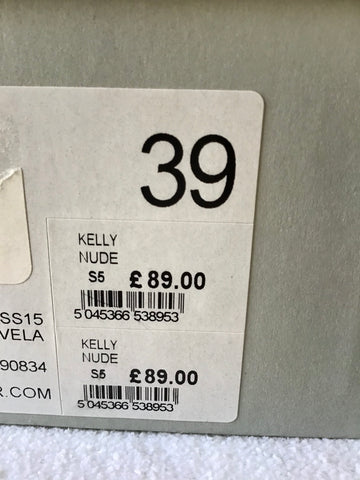 39
KELLY
NUDE
S5 £89.00
5 045366 538953
SS15
VELA
90834
R.COM
KELLY
NUDE
S5 £89.00
5 045366 538953